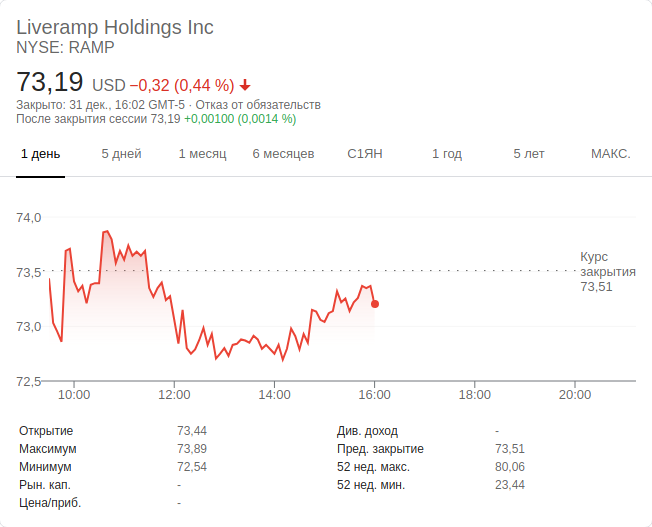 Liveramp Holdings Inc
NYSE: RAMP
73,19 USD −0,32 (0,44 %)
Закрыто: 31 дек., 16:02 GMT-5 · Отказ от обязательств
После закрытия сессии 73,19 +0,00100 (0,0014 %)
1 день 5 дней 1 месяц 6 месяцев С1ЯН 1 год 5 лет МАКС.
74,0
73,5
73,0
72,5
Курс
закрытия
73,51
10:00 12:00 14:00 16:00 18:00 20:00
Открытие 73,44 Див. доход -
Максимум 73,89 Пред. закрытие 73,51
Минимум 72,54 52 нед. макс. 80,06
Рын. кап. - 52 нед. мин. 23,44
Цена/приб. -